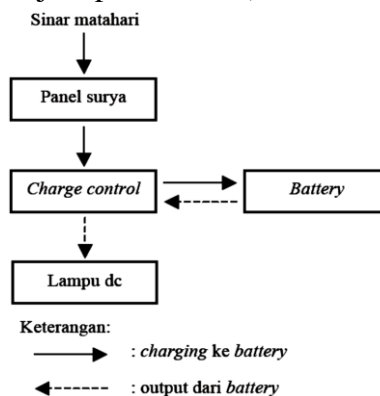 Sinar matahari
Panel surya
Charge control
Battery
Lampu dc
Keterangan:
: charging ke battery
: output dari battery